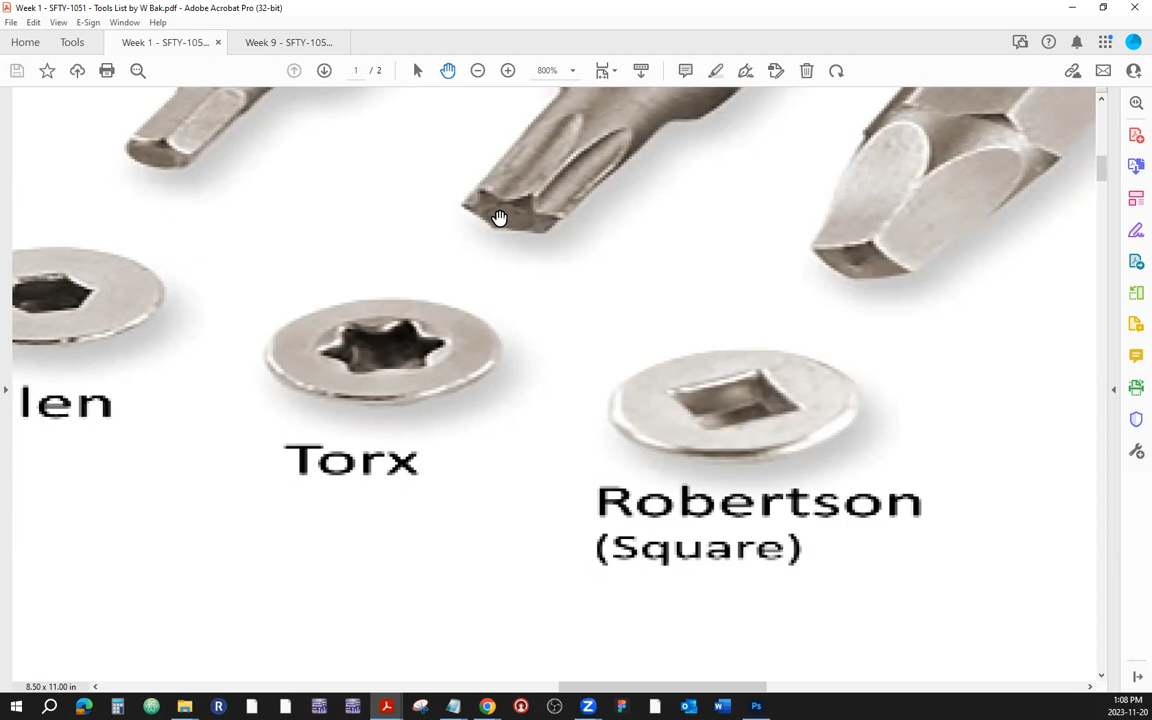 Week 1 - SFTY-1051 - Tools List by W Bak.pdf - Adobe Acrobat Pro (32-bit)
File Edit View E-Sign Window Help
Home Tools Week 1 - SFTY-105... × Week 9 - SFTY-105...
1 / 2 800%
len
Torx
Robertson
(Square)
8.50 x 11.00 in
1:08 PM
2023-11-20